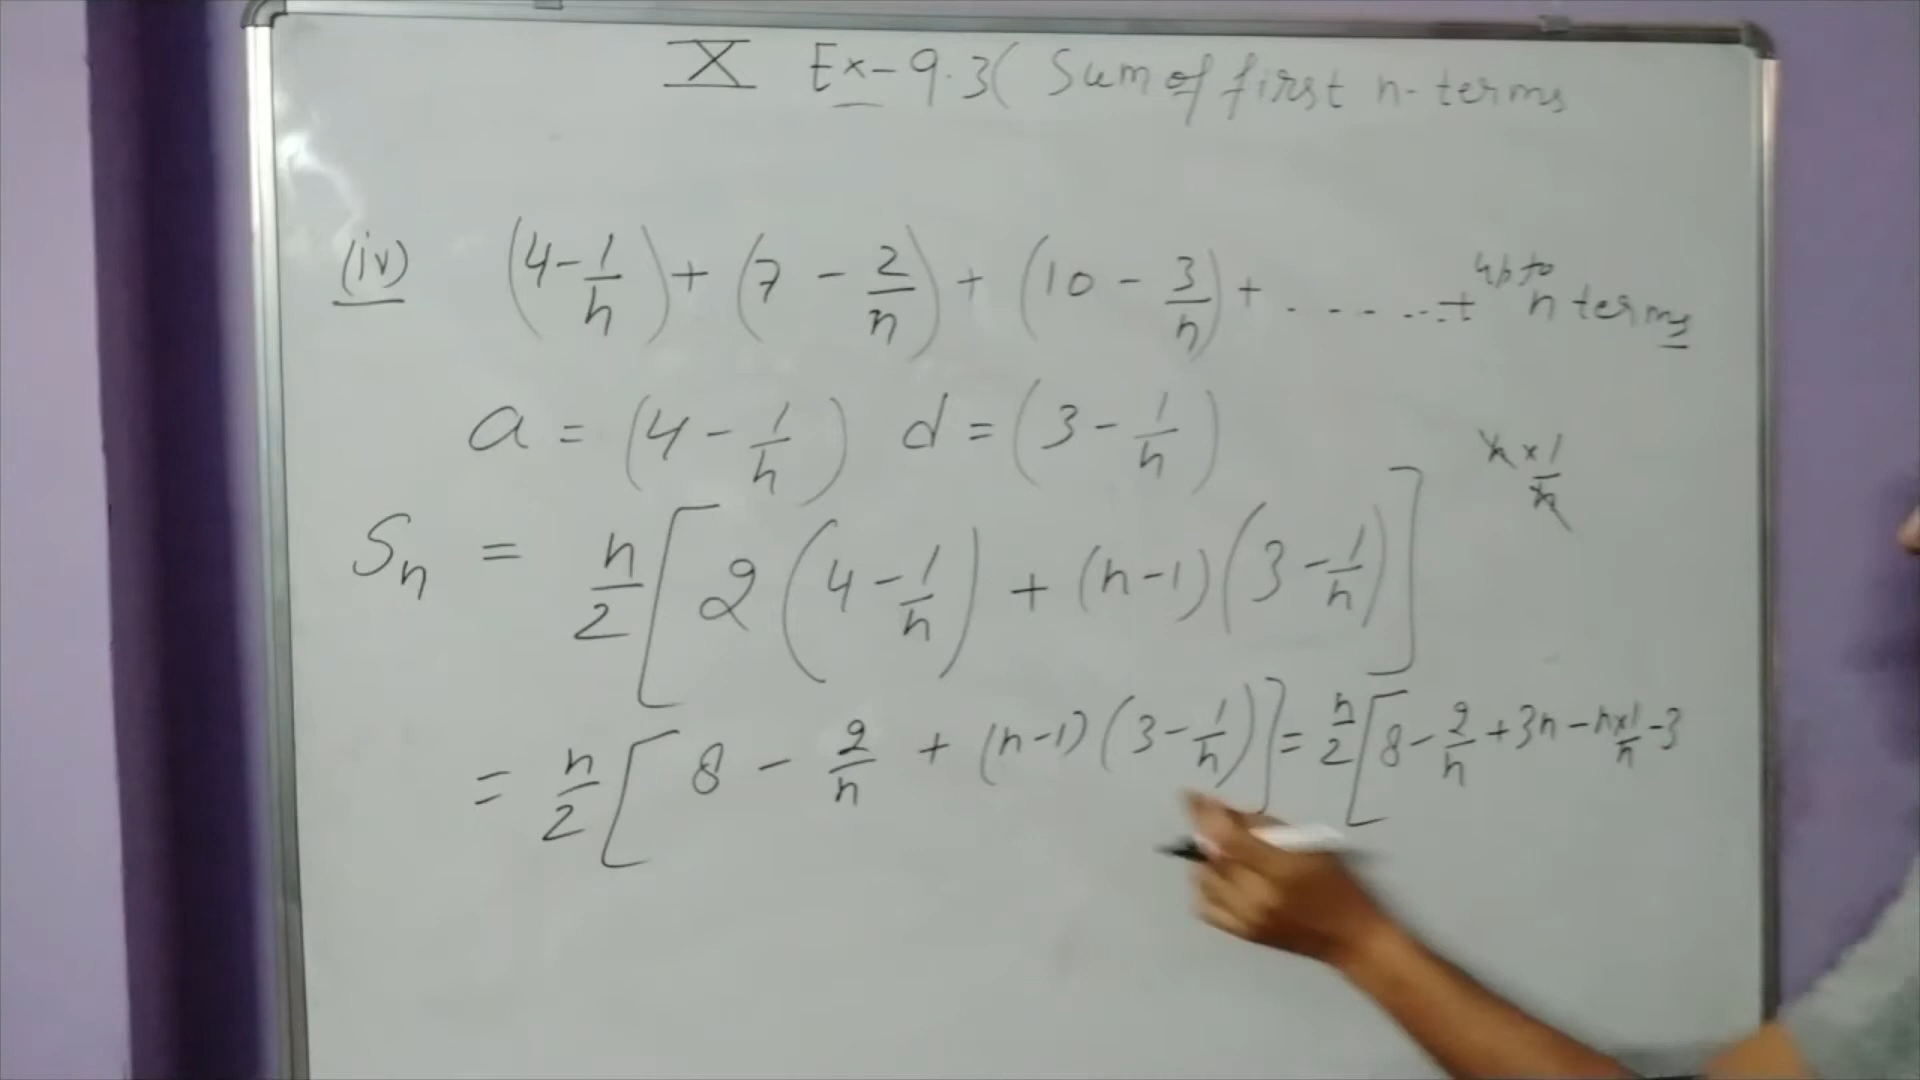 X Ex-9.3( Sum of first n-terms
(iv) (4-1/n)+(7-2/n)+(10-3/n)+.......+ up to n terms
a=(4-1/n) d=(3-1/n)
n×1/n
Sn = n/2[2(4-1/n)+(n-1)(3-1/n)]
= n/2[8-2/n+(n-1)(3-1/n)]=n/2[8-2/n+3n-n×1/n-3